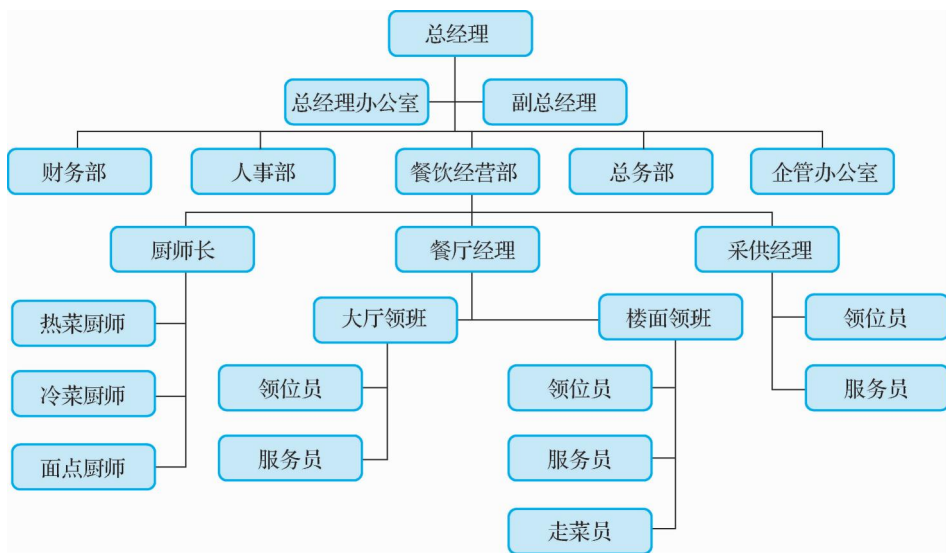 总经理
总经理办公室
副总经理
财务部
人事部
餐饮经营部
总务部
企管办公室
厨师长
餐厅经理
采供经理
热菜厨师
冷菜厨师
面点厨师
大厅领班
领位员
服务员
楼面领班
领位员
服务员
走菜员
领位员
服务员